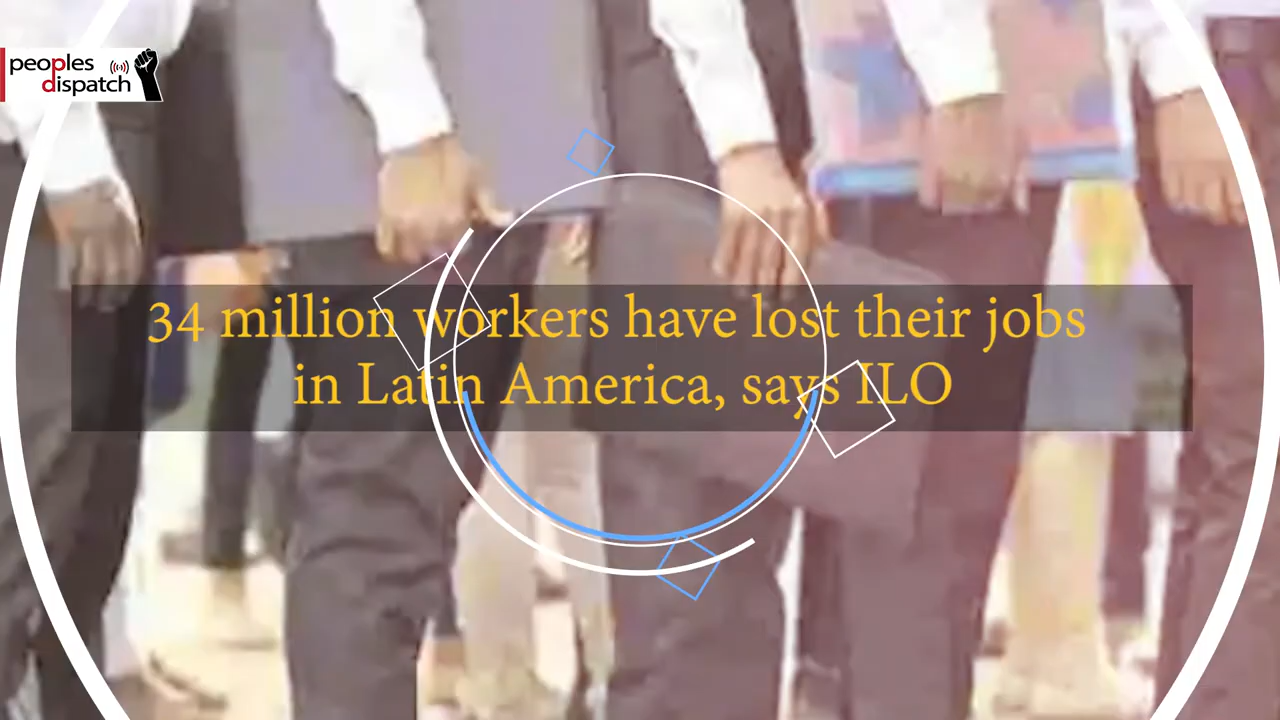 peoples
dispatch
34 million workers have lost their jobs
in Latin America, says ILO